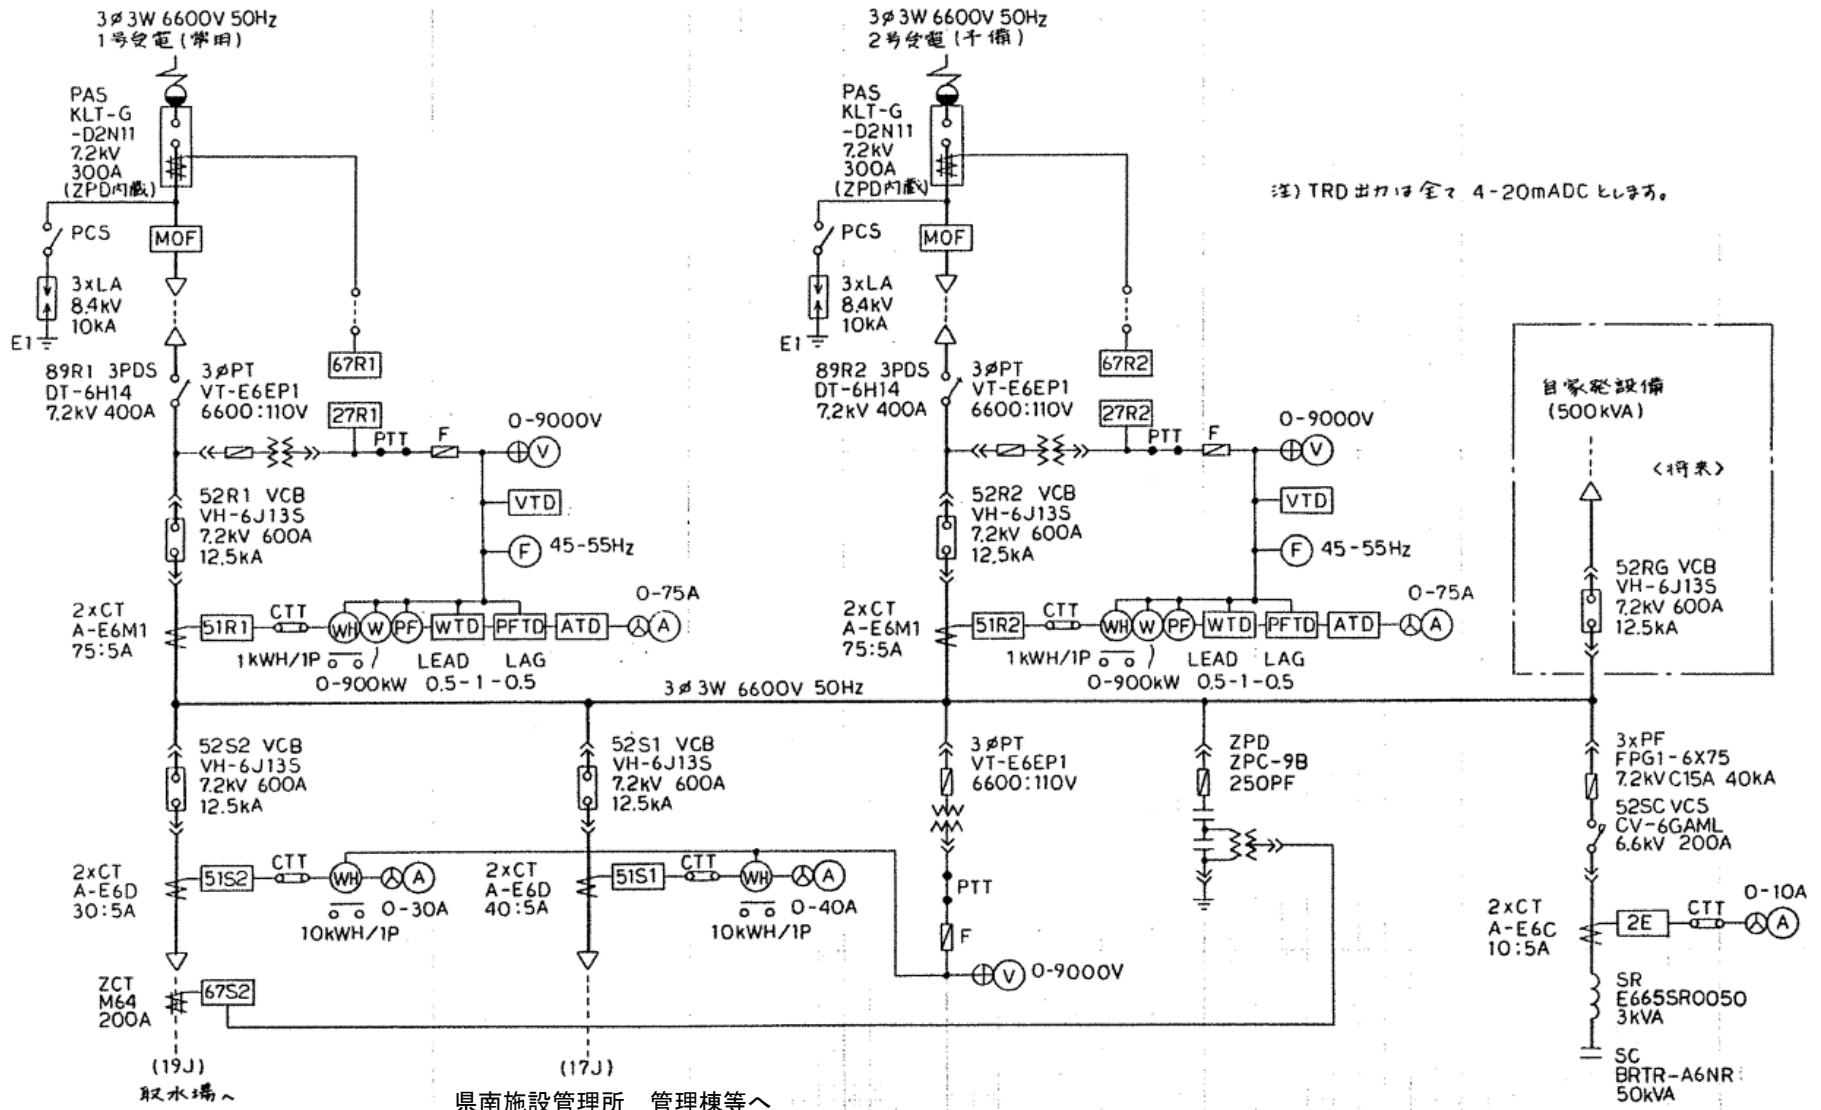 3φ3W 6600V 50Hz
1号受電(常用)
PAS
KLT-G
-D2N11
7.2kV
300A
(ZPD内蔵)
PCS
MOF
3xLA
8.4kV
10kA
E1
89R1 3PDS
DT-6H14
7.2kV 400A
3φPT
VT-E6EP1
6600:110V
67R1
27R1
PTT
F
0-9000V
V
VTD
F
45-55Hz
52R1 VCB
VH-6J13S
7.2kV 600A
12.5kA
2xCT
A-E6M1
75:5A
51R1
CTT
WH
W
PF
WTD
PFTD
ATD
A
0-75A
1kWH/1P
0-900kW
LEAD LAG
0.5-1-0.5
3φ3W 6600V 50Hz
2号受電(予備)
PAS
KLT-G
-D2N11
7.2kV
300A
(ZPD内蔵)
PCS
MOF
3xLA
8.4kV
10kA
E1
89R2 3PDS
DT-6H14
7.2kV 400A
3φPT
VT-E6EP1
6600:110V
67R2
27R2
PTT
F
0-9000V
V
VTD
F
45-55Hz
52R2 VCB
VH-6J13S
7.2kV 600A
12.5kA
2xCT
A-E6M1
75:5A
51R2
CTT
WH
W
PF
WTD
PFTD
ATD
A
0-75A
1kWH/1P
0-900kW
LEAD LAG
0.5-1-0.5
注) TRD出力は全て 4-20mADCとします。
自家発設備
(500kVA)
<将来>
52RG VCB
VH-6J13S
7.2kV 600A
12.5kA
3φ3W 6600V 50Hz
52S2 VCB
VH-6J13S
7.2kV 600A
12.5kA
2xCT
A-E6D
30:5A
51S2
CTT
WH
A
0-30A
10kWH/1P
ZCT
M64
200A
67S2
(19J)
取水場へ
52S1 VCB
VH-6J13S
7.2kV 600A
12.5kA
2xCT
A-E6D
40:5A
51S1
CTT
WH
A
0-40A
10kWH/1P
(17J)
県南施設管理所 管理棟等へ
3φPT
VT-E6EP1
6600:110V
PTT
F
V
0-9000V
ZPD
ZPC-9B
250PF
3xPF
FPG1-6X75
7.2kVC15A 40kA
52SC VCS
CV-6GAML
6.6kV 200A
2xCT
A-E6C
10:5A
2E
CTT
A
0-10A
SR
E665SR0050
3kVA
SC
BRTR-A6NR
50kVA